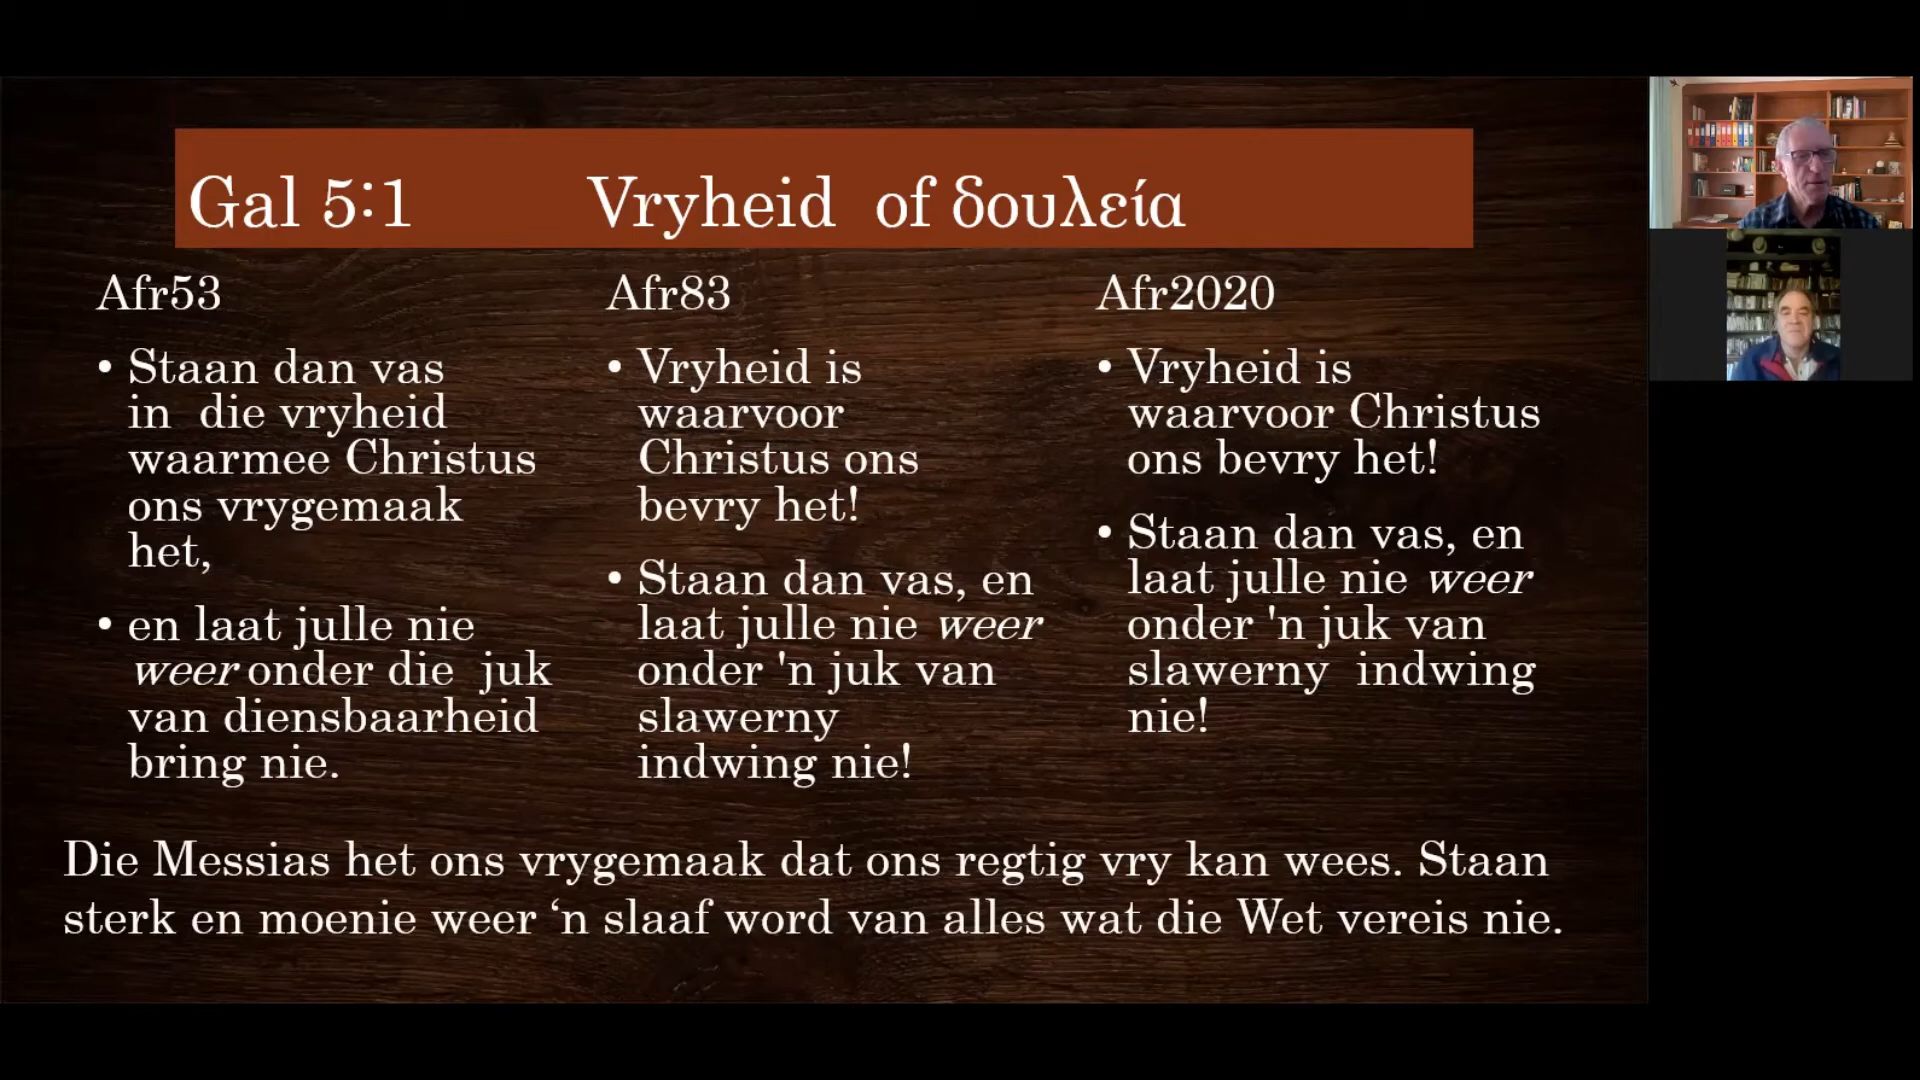 Gal 5:1 Vryheid of δουλεία
Afr53
• Staan dan vas
in die vryheid
waarmee Christus
ons vrygemaak
het,
• en laat julle nie
weer onder die juk
van diensbaarheid
bring nie.
Afr83
• Vryheid is
waarvoor
Christus ons
bevry het!
• Staan dan vas, en
laat julle nie weer
onder 'n juk van
slawerny
indwing nie!
Afr2020
• Vryheid is
waarvoor Christus
ons bevry het!
• Staan dan vas, en
laat julle nie weer
onder 'n juk van
slawerny indwing
nie!
Die Messias het ons vrygemaak dat ons regtig vry kan wees. Staan
sterk en moenie weer ‘n slaaf word van alles wat die Wet vereis nie.